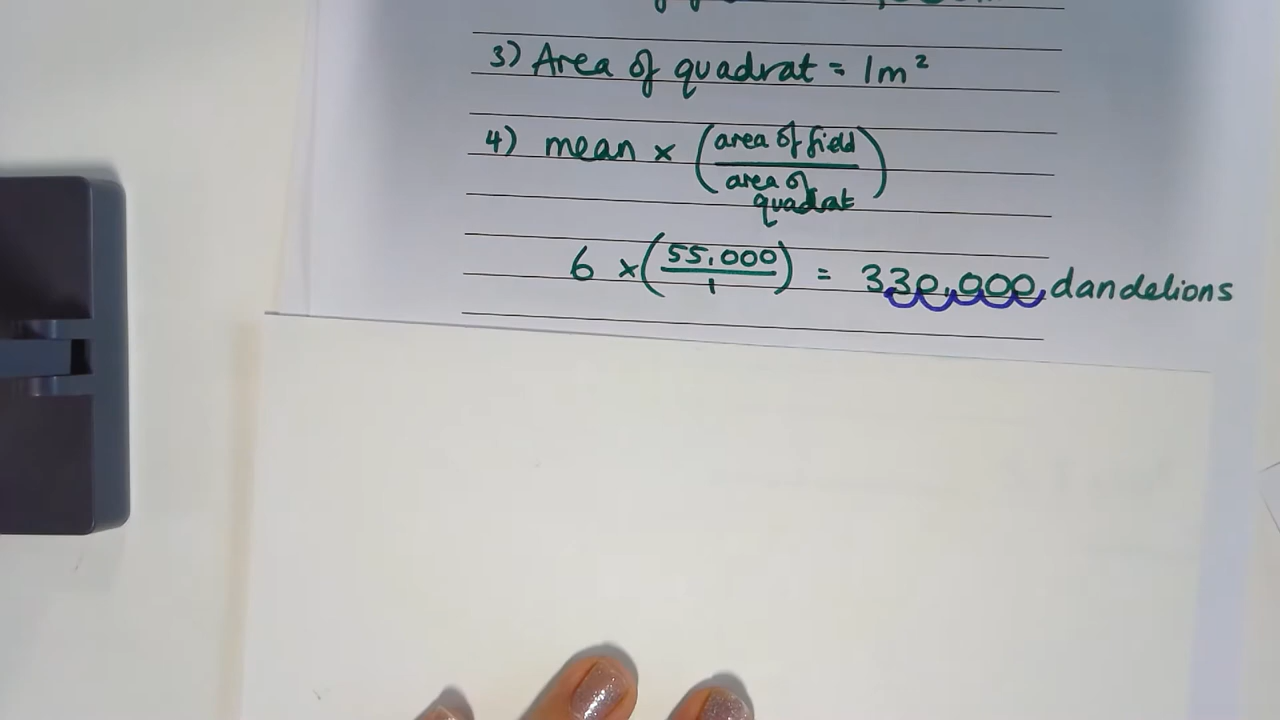 3) Area of quadrat = 1m²
4) mean × (area of field / area of quadrat)
6 × (55,000 / 1) = 330,000 dandelions